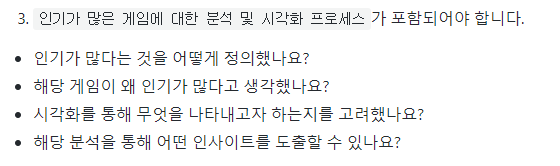 3. 인기가 많은 게임에 대한 분석 및 시각화 프로세스 가 포함되어야 합니다.
• 인기가 많다는 것을 어떻게 정의했나요?
• 해당 게임이 왜 인기가 많다고 생각했나요?
• 시각화를 통해 무엇을 나타내고자 하는지를 고려했나요?
• 해당 분석을 통해 어떤 인사이트를 도출할 수 있나요?